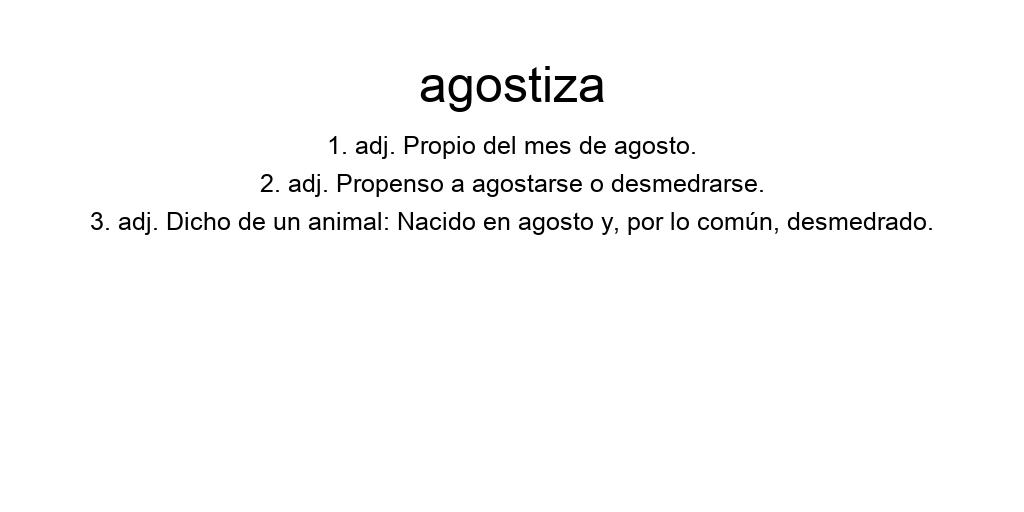 agostiza
1. adj. Propio del mes de agosto.
2. adj. Propenso a agostarse o desmedrarse.
3. adj. Dicho de un animal: Nacido en agosto y, por lo común, desmedrado.